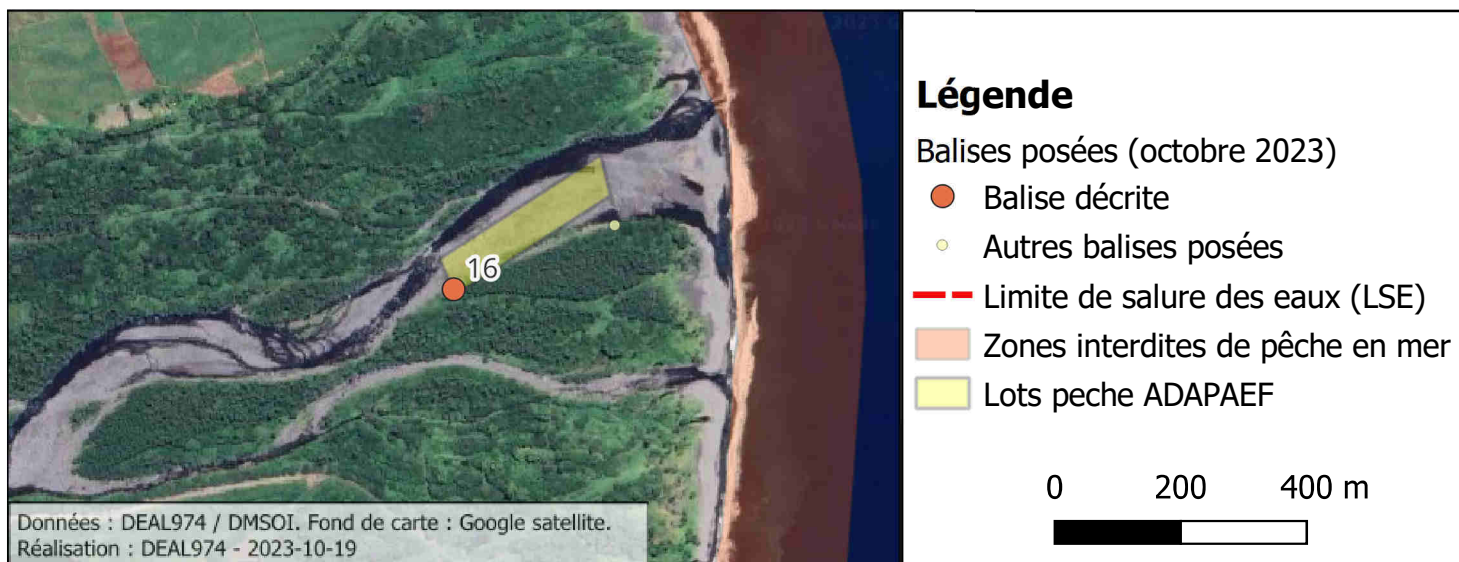 16
Données : DEAL974 / DMSOI. Fond de carte : Google satellite.
Réalisation : DEAL974 - 2023-10-19
Légende
Balises posées (octobre 2023)
Balise décrite
Autres balises posées
Limite de salure des eaux (LSE)
Zones interdites de pêche en mer
Lots peche ADAPAEF
0 200 400 m